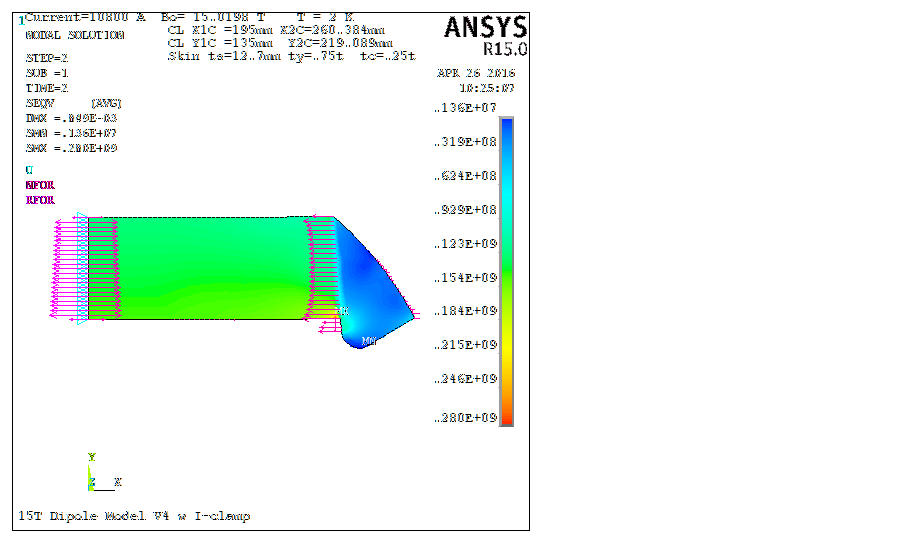 1
Current=10800 A Bo= 15.0198 T T = 2 K
CL X1C =195mm X2C=260.384mm
CL Y1C =135mm Y2C=219.089mm
Skin ts=12.7mm ty=.75t tc=.25t
ANSYS
R15.0
NODAL SOLUTION
STEP=2
SUB =1
TIME=2
SEQV (AVG)
DMX =.849E-03
SMN =.136E+07
SMX =.280E+09
U
NFOR
RFOR
APR 26 2016
10:25:07
.136E+07
.319E+08
.624E+08
.929E+08
.123E+09
.154E+09
.184E+09
.215E+09
.246E+09
.280E+09
MX
MN
Y
Z X
15T Dipole Model V4 w I-clamp